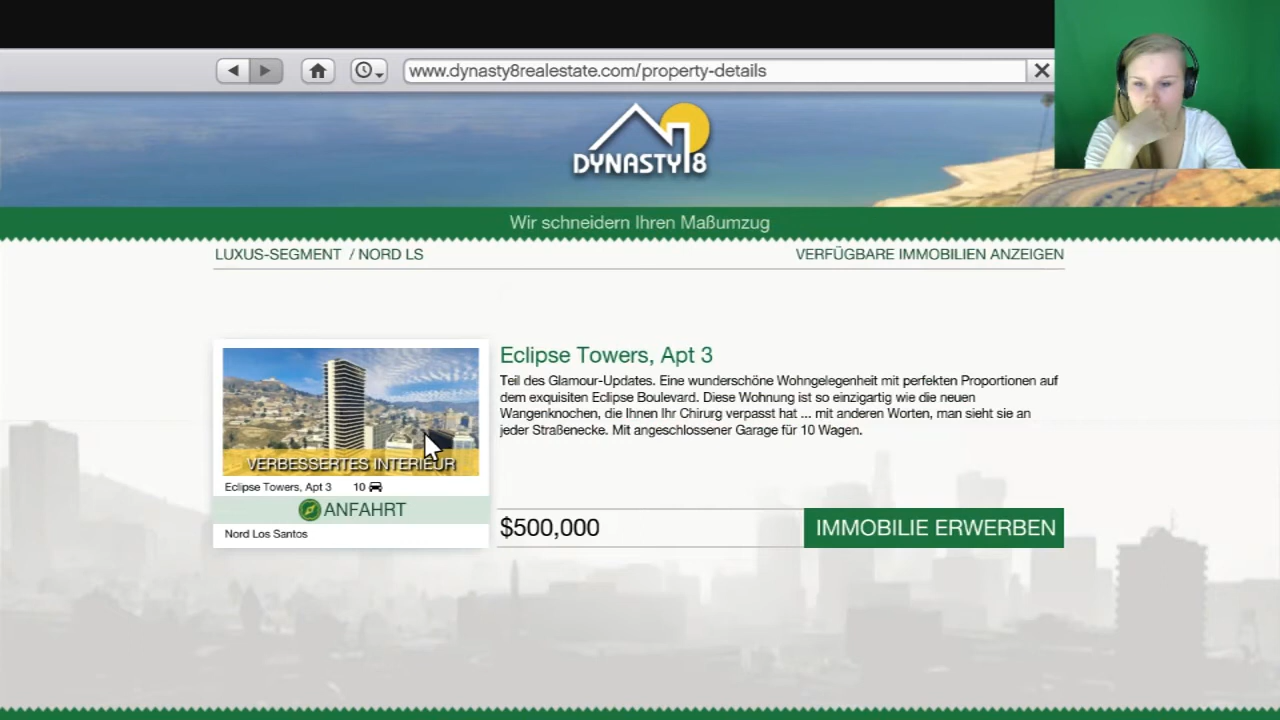 www.dynasty8realestate.com/property-details
DYNASTY8
Wir schneidern Ihren Maßumzug
LUXUS-SEGMENT / NORD LS
VERFÜGBARE IMMOBILIEN ANZEIGEN
VERBESSERTES INTERIEUR
Eclipse Towers, Apt 3 10
ANFAHRT
Nord Los Santos
Eclipse Towers, Apt 3
Teil des Glamour-Updates. Eine wunderschöne Wohngelegenheit mit perfekten Proportionen auf
dem exquisiten Eclipse Boulevard. Diese Wohnung ist so einzigartig wie die neuen
Wangenknochen, die Ihnen Ihr Chirurg verpasst hat ... mit anderen Worten, man sieht sie an
jeder Straßenecke. Mit angeschlossener Garage für 10 Wagen.
$500,000
IMMOBILIE ERWERBEN